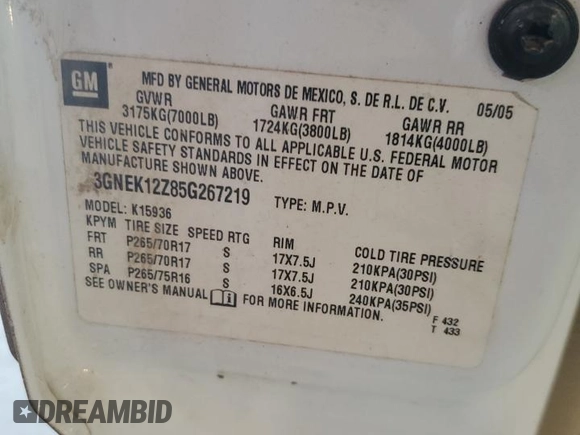 GM
MFD BY GENERAL MOTORS DE MEXICO, S. DE R.L. DE C.V. 05/05
GVWR GAWR FRT GAWR RR
3175KG(7000LB) 1724KG(3800LB) 1814KG(4000LB)
THIS VEHICLE CONFORMS TO ALL APPLICABLE U.S. FEDERAL MOTOR
VEHICLE SAFETY STANDARDS IN EFFECT ON THE DATE OF
MANUFACTURE SHOWN ABOVE.
3GNEK12Z85G267219 TYPE: M.P.V.
MODEL: K15936
KPYM TIRE SIZE SPEED RTG RIM COLD TIRE PRESSURE
FRT P265/70R17 S 17X7.5J 210KPA(30PSI)
RR P265/70R17 S 17X7.5J 210KPA(30PSI)
SPA P265/75R16 S 16X6.5J 240KPA(35PSI)
SEE OWNER'S MANUAL FOR MORE INFORMATION.
F 432
T 433
DREAMBID